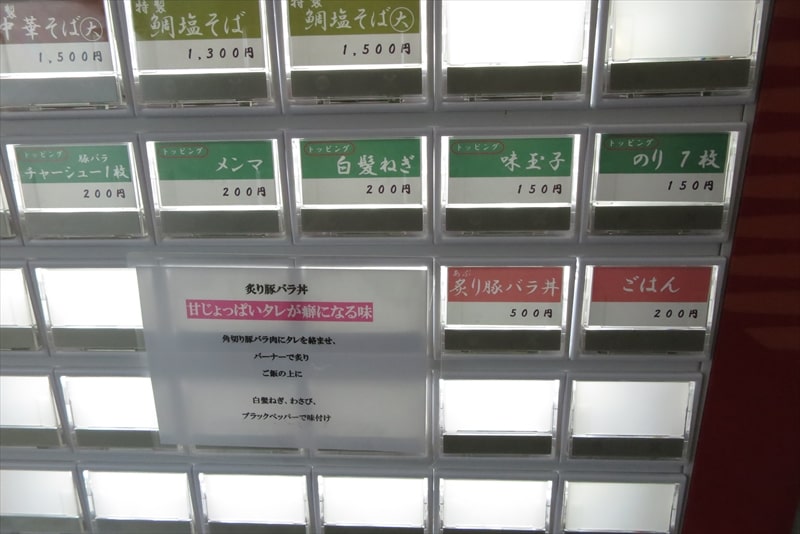 製
中華そば大
1,500円
特製
鯛塩そば
1,300円
特製
鯛塩そば大
1,500円
トッピング
豚バラ
チャーシュー1枚
200円
トッピング
メンマ
200円
トッピング
白髪ねぎ
200円
トッピング
味玉子
150円
トッピング
のり 7枚
150円
炙り豚バラ丼
甘じょっぱいタレが癖になる味
角切り豚バラ肉にタレを絡ませ、
バーナーで炙り
ご飯の上に
白髪ねぎ、わさび、
ブラックペッパーで味付け
あぶ
炙り豚バラ丼
500円
ごはん
200円